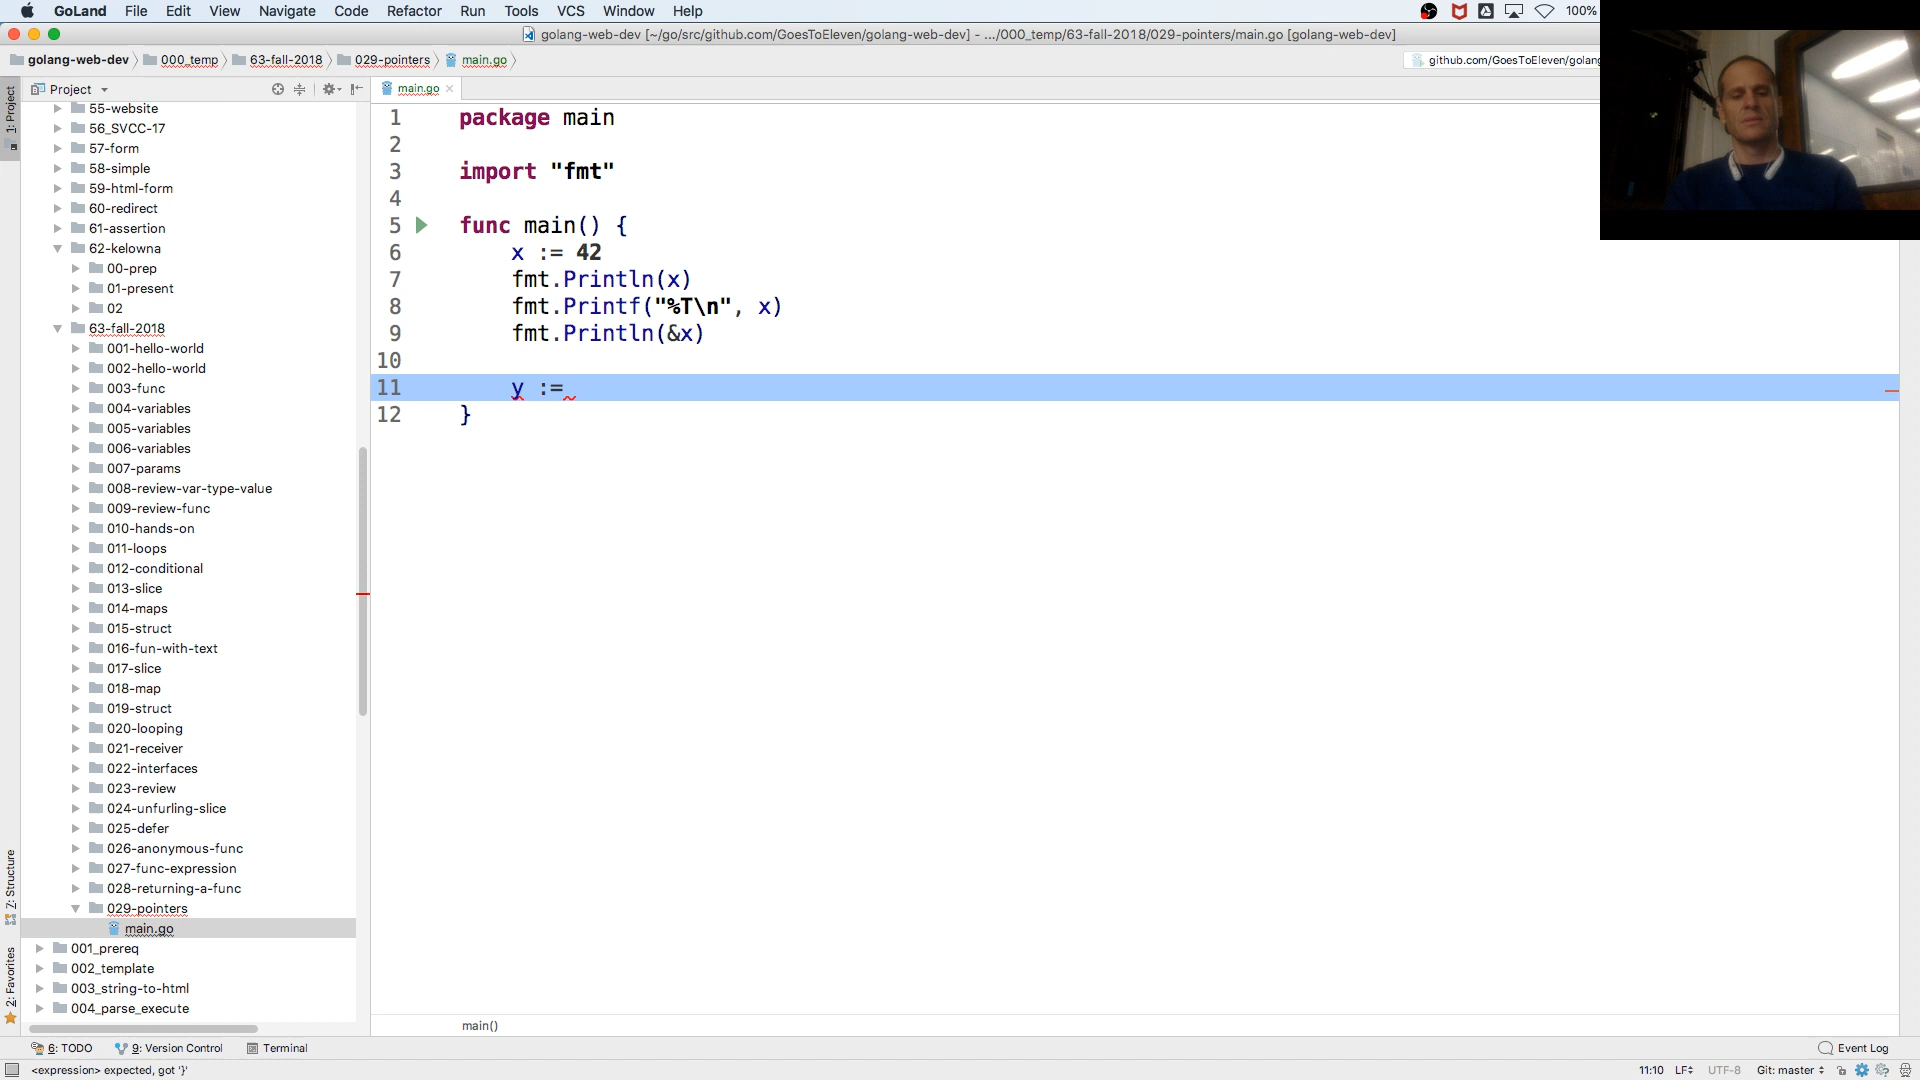 GoLand File Edit View Navigate Code Refactor Run Tools VCS Window Help 100%
golang-web-dev [~/go/src/github.com/GoesToEleven/golang-web-dev] - .../000_temp/63-fall-2018/029-pointers/main.go [golang-web-dev]
golang-web-dev 000_temp 63-fall-2018 029-pointers main.go github.com/GoesToEleven/golang
1: Project
Project
main.go
55-website
56_SVCC-17
57-form
58-simple
59-html-form
60-redirect
61-assertion
62-kelowna
00-prep
01-present
02
63-fall-2018
001-hello-world
002-hello-world
003-func
004-variables
005-variables
006-variables
007-params
008-review-var-type-value
009-review-func
010-hands-on
011-loops
012-conditional
013-slice
014-maps
015-struct
016-fun-with-text
017-slice
018-map
019-struct
020-looping
021-receiver
022-interfaces
023-review
024-unfurling-slice
025-defer
026-anonymous-func
027-func-expression
028-returning-a-func
029-pointers
main.go
001_prereq
002_template
003_string-to-html
004_parse_execute
7: Structure
2: Favorites
1 package main
2
3 import "fmt"
4
5 func main() {
6 x := 42
7 fmt.Println(x)
8 fmt.Printf("%T\n", x)
9 fmt.Println(&x)
10
11 y :=
12 }
main()
6: TODO 9: Version Control Terminal Event Log
<expression> expected, got '}' 11:10 LF UTF-8 Git: master